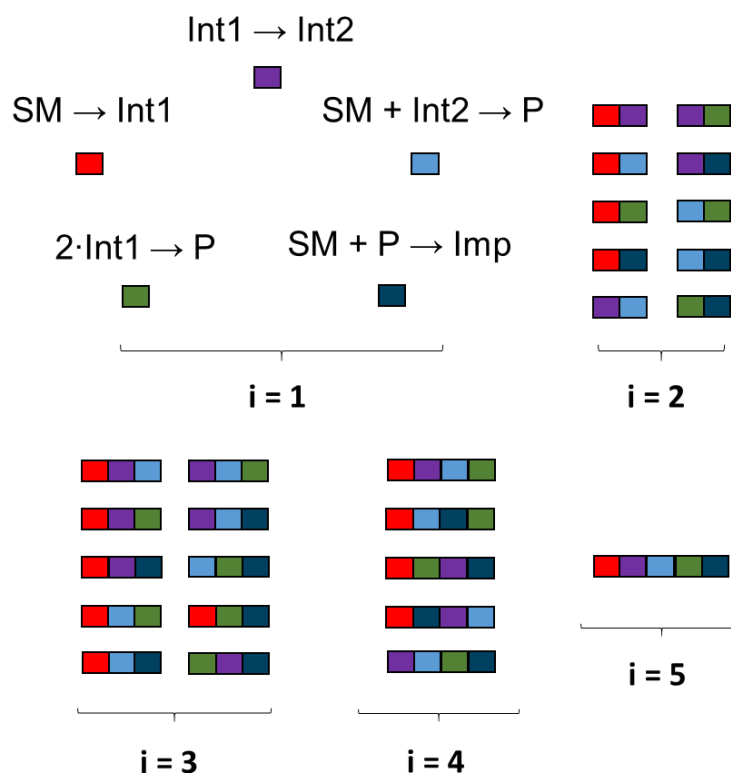 Int1 → Int2
SM → Int1
SM + Int2 → P
2·Int1 → P
SM + P → Imp
i = 1
i = 2
i = 3
i = 4
i = 5